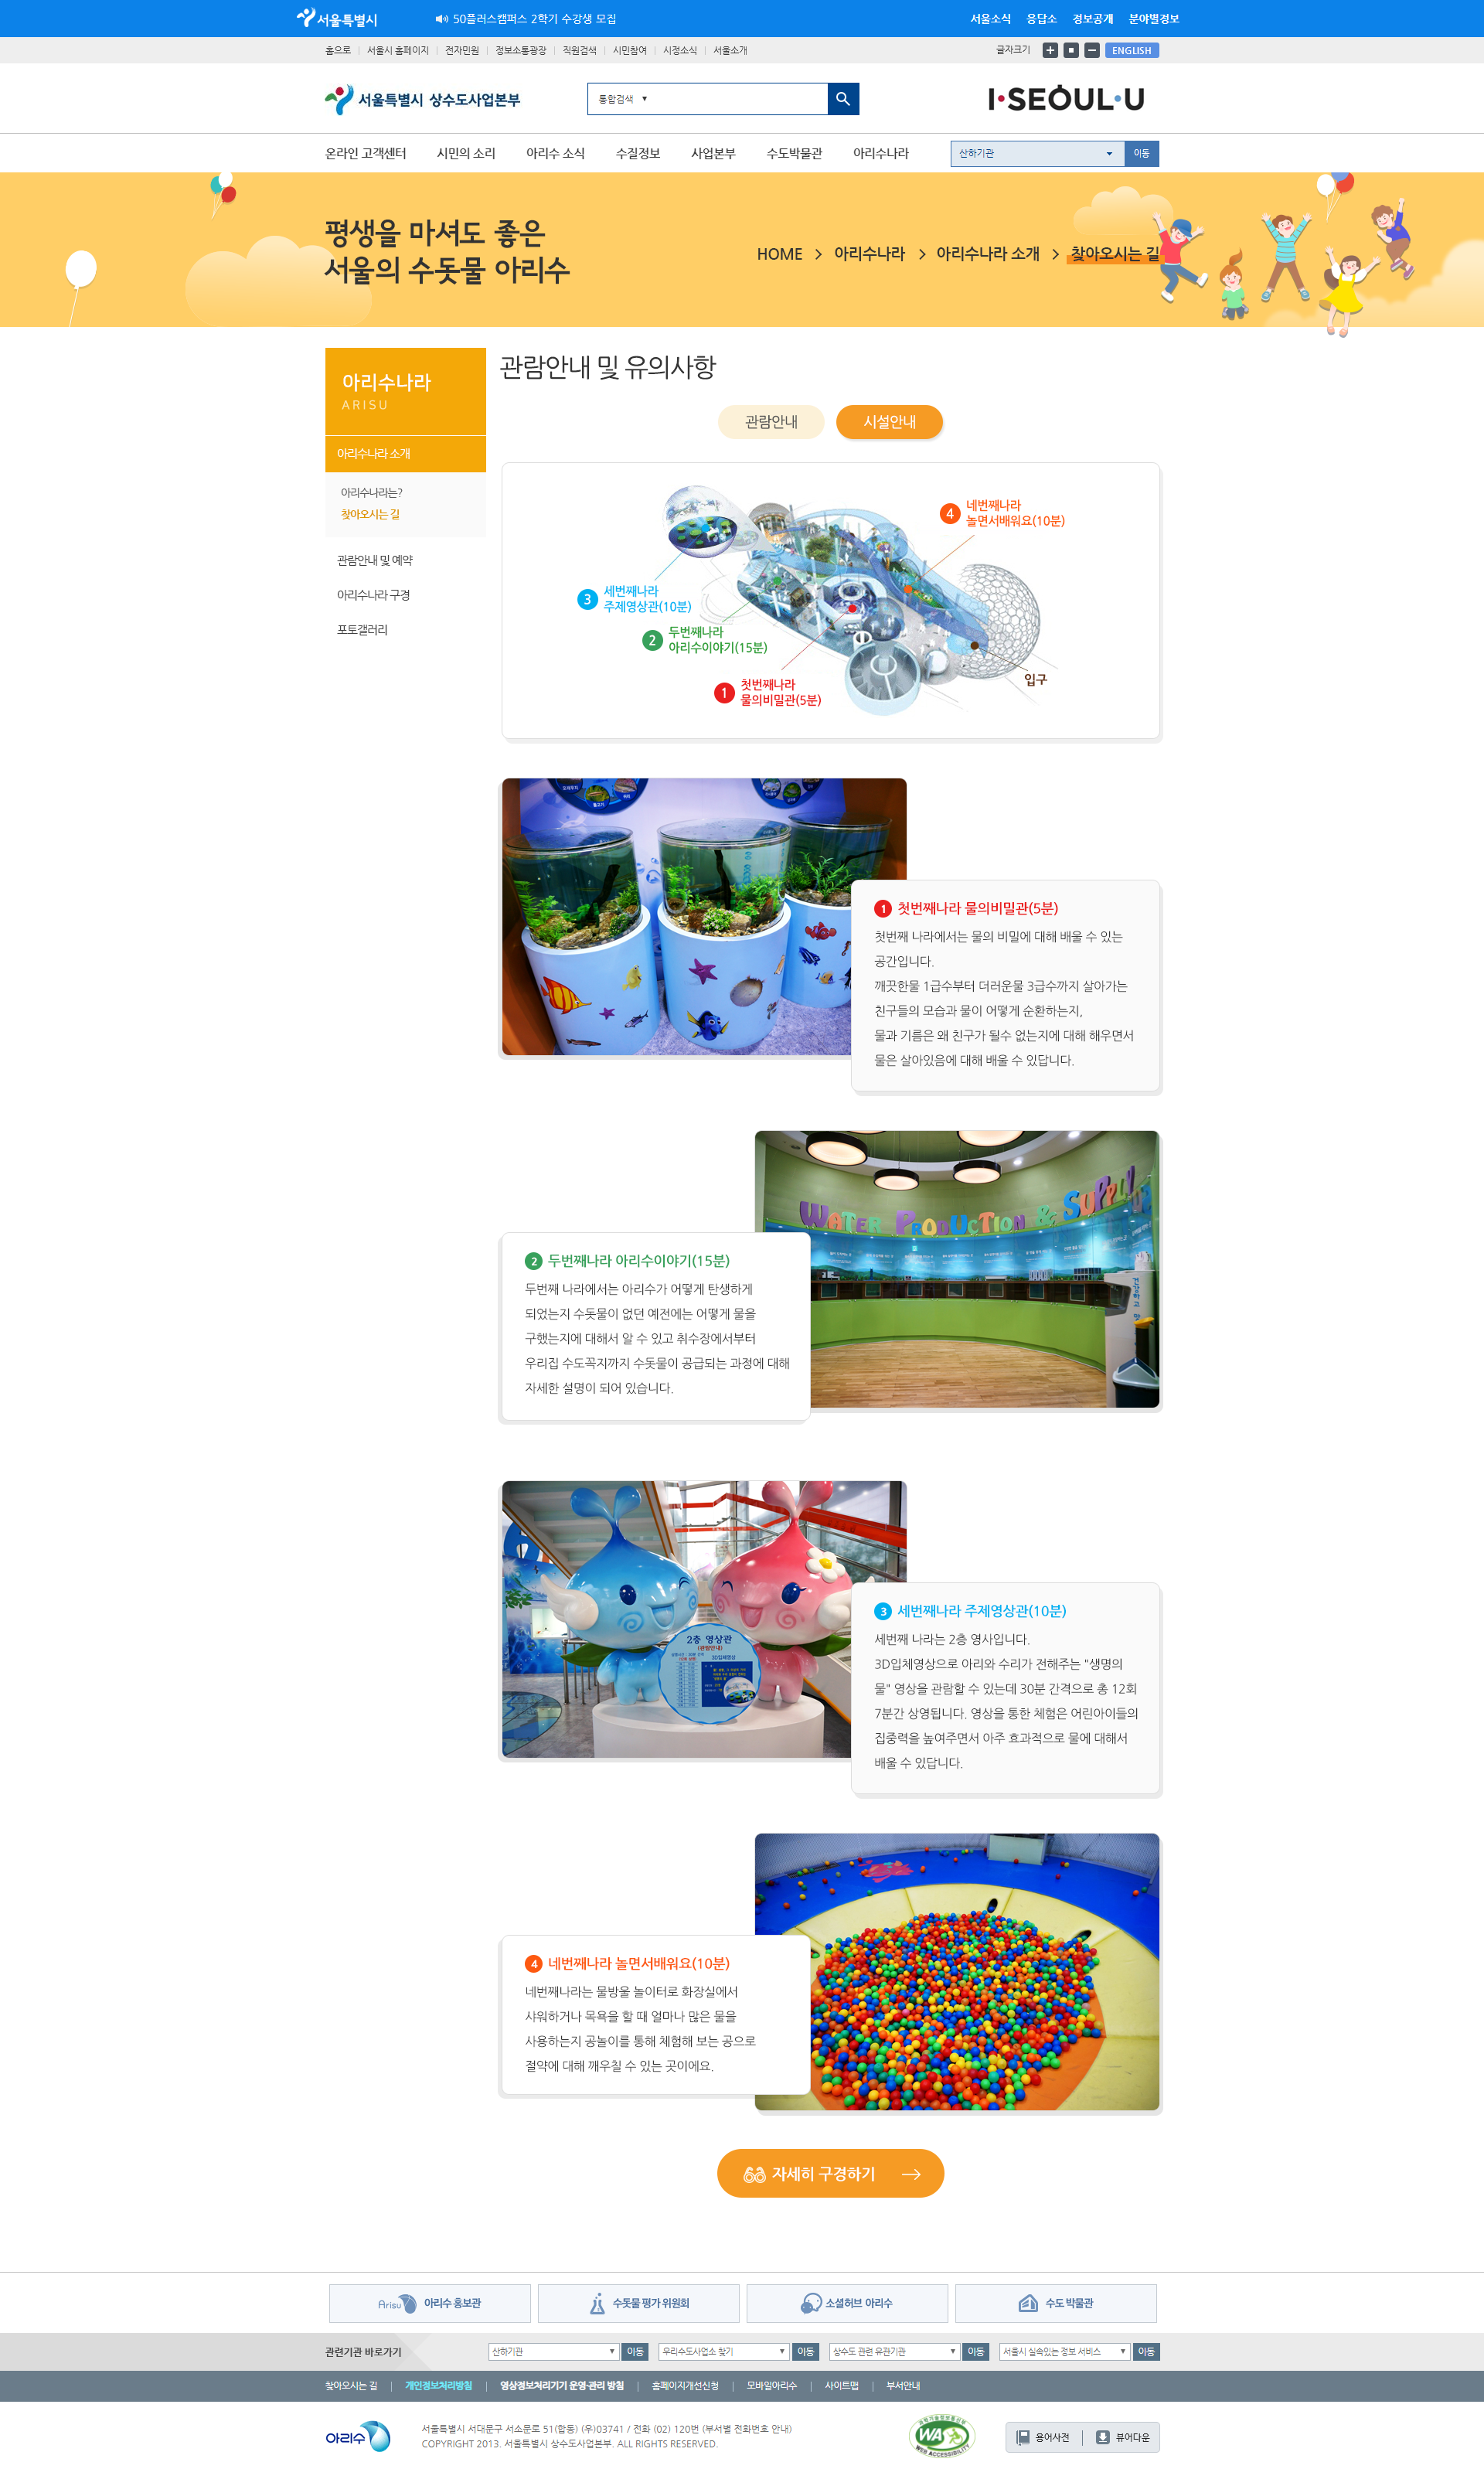 서울특별시
50플러스캠퍼스 2학기 수강생 모집
서울소식 응답소 정보공개 분야별정보
홈으로 서울시 홈페이지 전자민원 정보소통광장 직원검색 시민참여 시정소식 서울소개
글자크기 ENGLISH
서울특별시 상수도사업본부
통합검색
I·SEOUL·U
온라인 고객센터 시민의 소리 아리수 소식 수질정보 사업본부 수도박물관 아리수나라
산하기관 이동
평생을 마셔도 좋은
서울의 수돗물 아리수
HOME 아리수나라 아리수나라 소개 찾아오시는 길
아리수나라
ARISU
아리수나라 소개
아리수나라는?
찾아오시는 길
관람안내 및 예약
아리수나라 구경
포토갤러리
관람안내 및 유의사항
관람안내 시설안내
4 네번째나라
놀면서배워요(10분)
3 세번째나라
주제영상관(10분)
2 두번째나라
아리수이야기(15분)
1 첫번째나라
물의비밀관(5분)
입구
1 첫번째나라 물의비밀관(5분)
첫번째 나라에서는 물의 비밀에 대해 배울 수 있는
공간입니다.
깨끗한물 1급수부터 더러운물 3급수까지 살아가는
친구들의 모습과 물이 어떻게 순환하는지,
물과 기름은 왜 친구가 될수 없는지에 대해 해우면서
물은 살아있음에 대해 배울 수 있답니다.
WATER PRODUCTION & SUPPLY
2 두번째나라 아리수이야기(15분)
두번째 나라에서는 아리수가 어떻게 탄생하게
되었는지 수돗물이 없던 예전에는 어떻게 물을
구했는지에 대해서 알 수 있고 취수장에서부터
우리집 수도꼭지까지 수돗물이 공급되는 과정에 대해
자세한 설명이 되어 있습니다.
2층 영상관
(관람안내)
3D입체영상
3 세번째나라 주제영상관(10분)
세번째 나라는 2층 영사입니다.
3D입체영상으로 아리와 수리가 전해주는 "생명의
물" 영상을 관람할 수 있는데 30분 간격으로 총 12회
7분간 상영됩니다. 영상을 통한 체험은 어린아이들의
집중력을 높여주면서 아주 효과적으로 물에 대해서
배울 수 있답니다.
4 네번째나라 놀면서배워요(10분)
네번째나라는 물방울 놀이터로 화장실에서
샤워하거나 목욕을 할 때 얼마나 많은 물을
사용하는지 공놀이를 통해 체험해 보는 공으로
절약에 대해 깨우칠 수 있는 곳이에요.
자세히 구경하기
Arisu 아리수 홍보관 수돗물 평가 위원회 소셜허브 아리수 수도 박물관
관련기관 바로가기 산하기관 이동 우리수도사업소 찾기 이동 상수도 관련 유관기관 이동 서울시 실속있는 정보 서비스 이동
찾아오시는 길 개인정보처리방침 영상정보처리기기 운영·관리 방침 홈페이지개선신청 모바일아리수 사이트맵 부서안내
아리수
서울특별시 서대문구 서소문로 51(합동) (우)03741 / 전화 (02) 120번 (부서별 전화번호 안내)
COPYRIGHT 2013. 서울특별시 상수도사업본부. ALL RIGHTS RESERVED.
WA
WEB ACCESSIBILITY
용어사전 뷰어다운